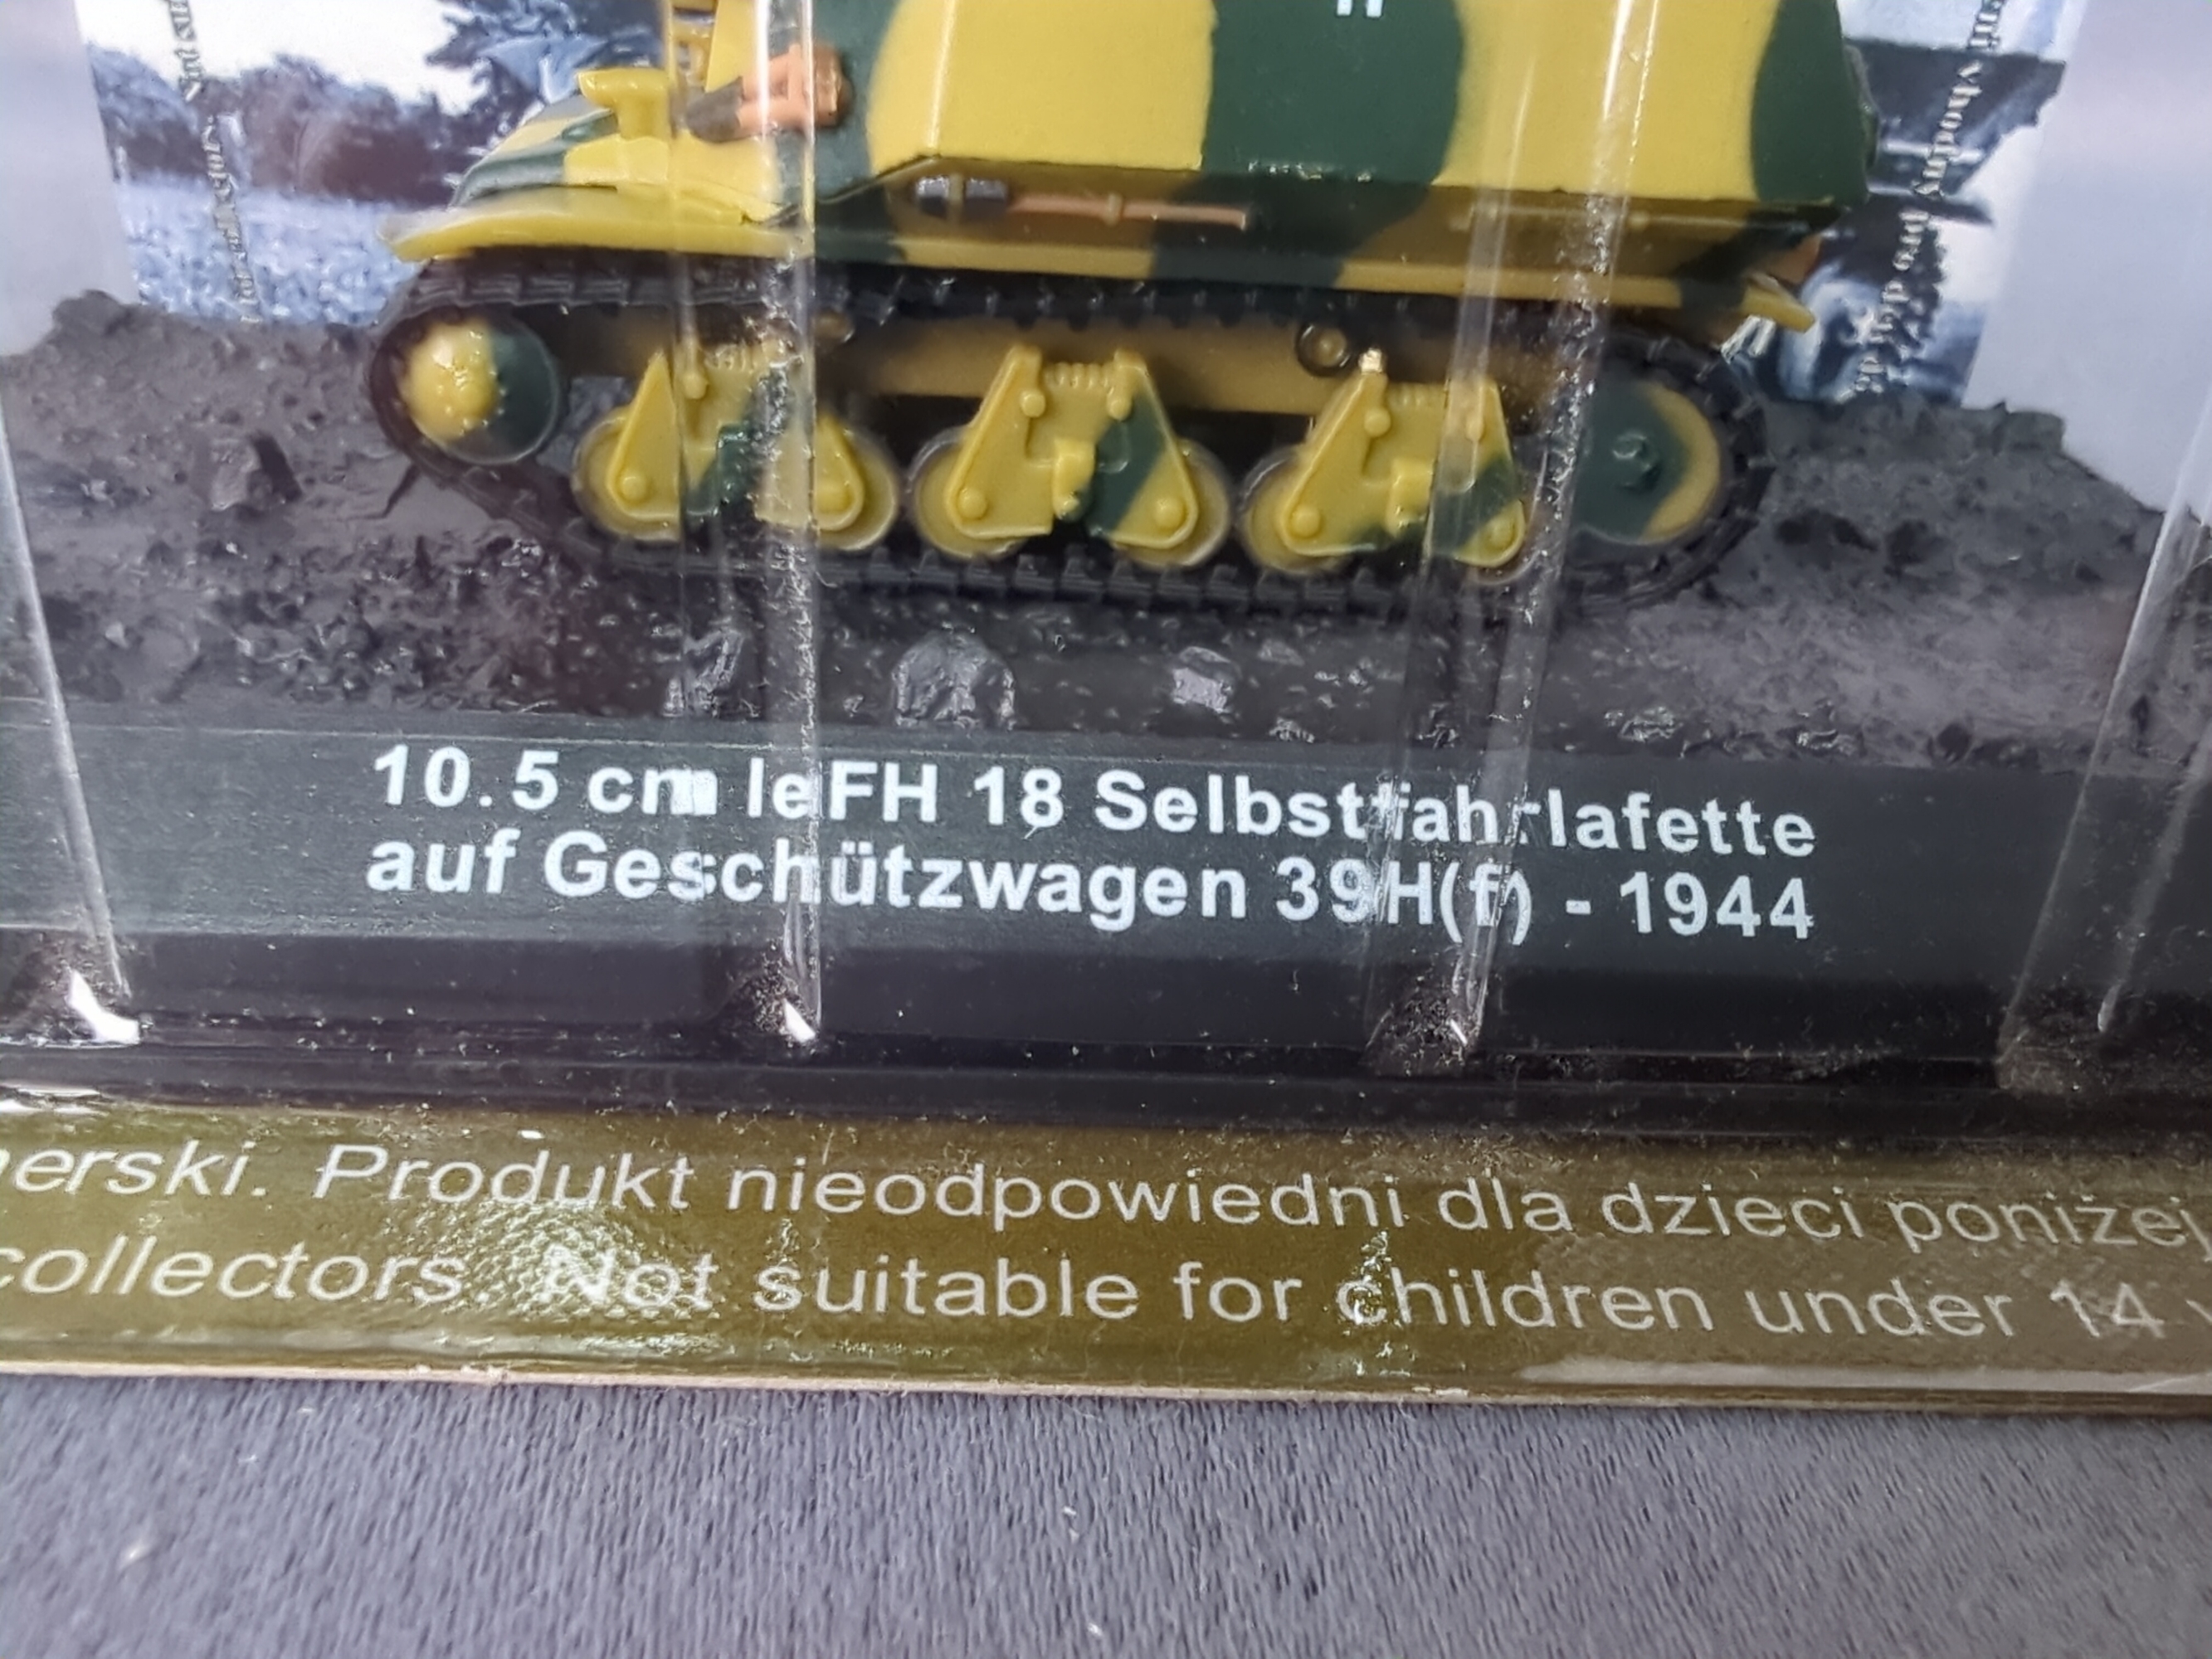 10.5 cm leFH 18 Selbstfahrlafette
auf Geschützwagen 39H(f) - 1944
Produkt nieodpowiedni dla dzieci poniżej
collectors. Not suitable for children under 14